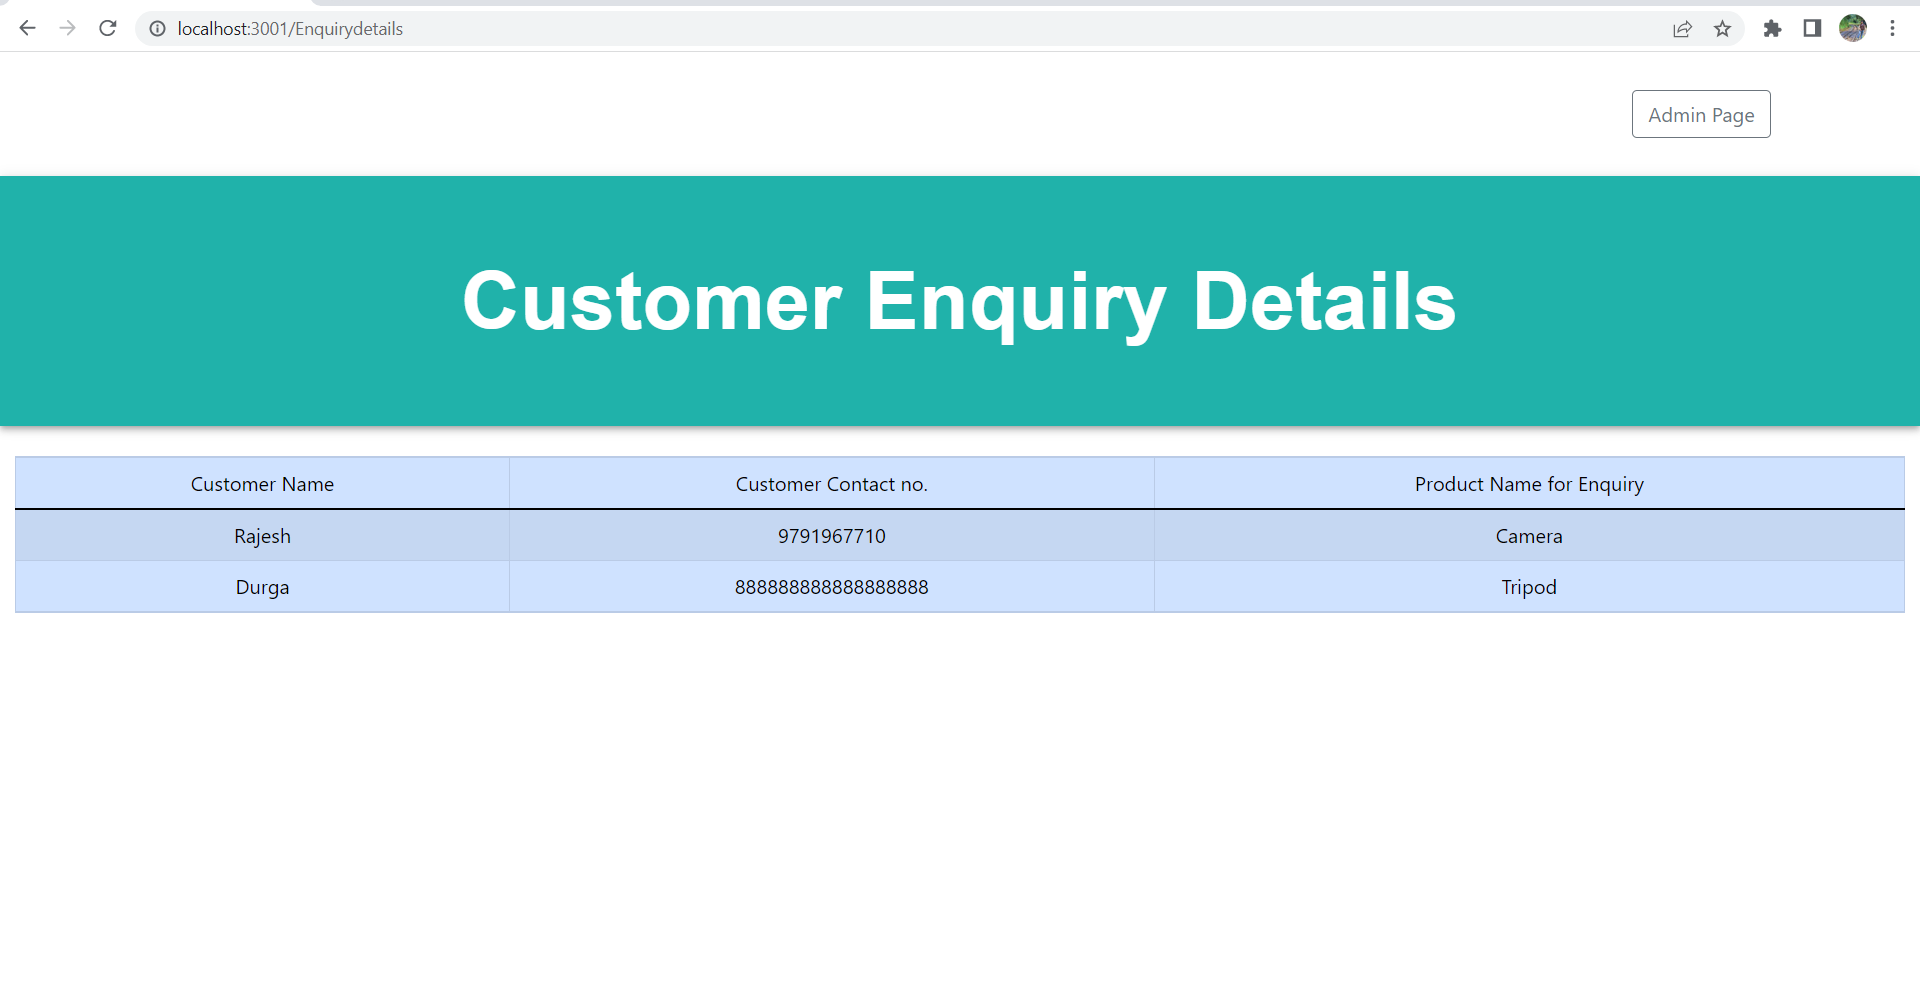 localhost:3001/Enquirydetails
Admin Page
Customer Enquiry Details
Customer Name Customer Contact no. Product Name for Enquiry
Rajesh 9791967710 Camera
Durga 888888888888888888 Tripod